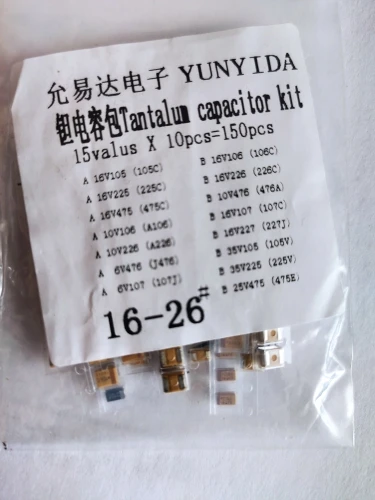 允易达电子 YUNYIDA
钽电容包Tantalum capacitor kit
15valus X 10pcs=150pcs
A 16V105 (105C)
A 16V225 (225C)
A 16V475 (475C)
A 10V106 (A106)
A 10V226 (A226)
A 6V476 (J476)
A 6V107 (107J)
B 16V106 (106C)
B 16V226 (226C)
B 10V476 (476A)
B 16V107 (107C)
B 16V227 (227J)
B 35V105 (105V)
B 35V225 (225V)
B 25V475 (475E)
16-26#